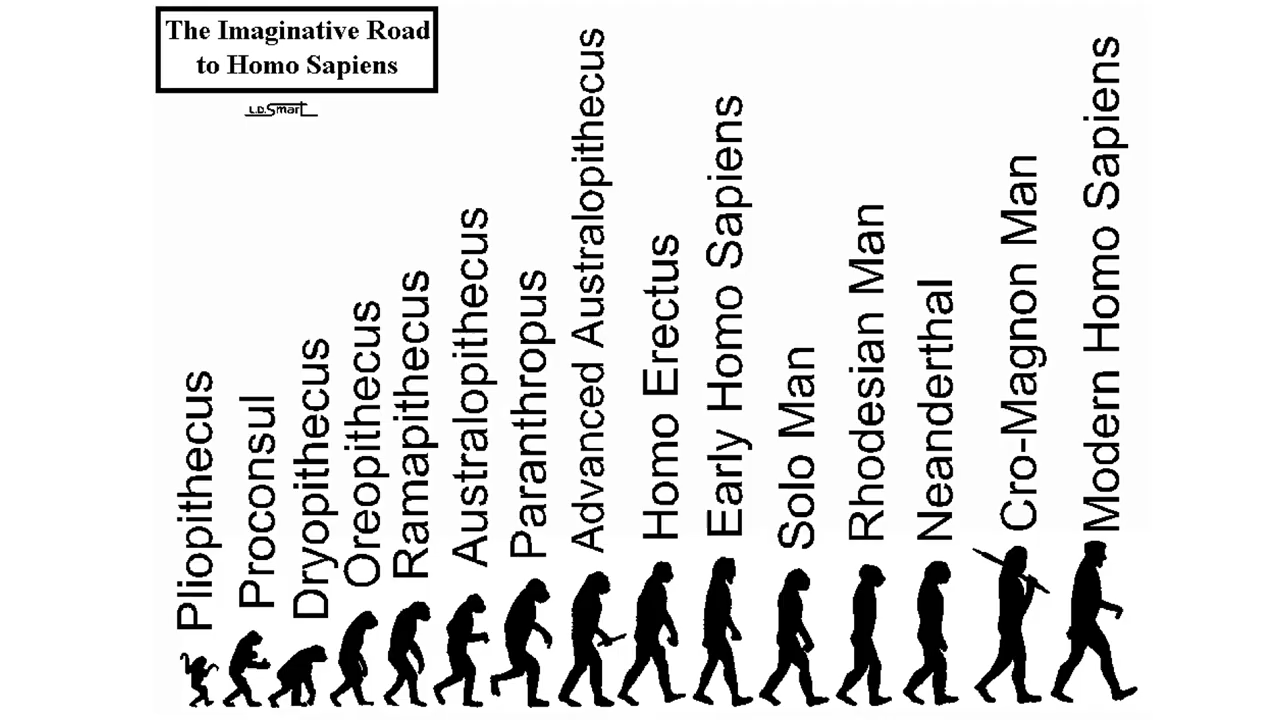 The Imaginative Road
to Homo Sapiens
L.D.Smart
Pliopithecus
Proconsul
Dryopithecus
Oreopithecus
Ramapithecus
Australopithecus
Paranthropus
Advanced Australopithecus
Homo Erectus
Early Homo Sapiens
Solo Man
Rhodesian Man
Neanderthal
Cro-Magnon Man
Modern Homo Sapiens